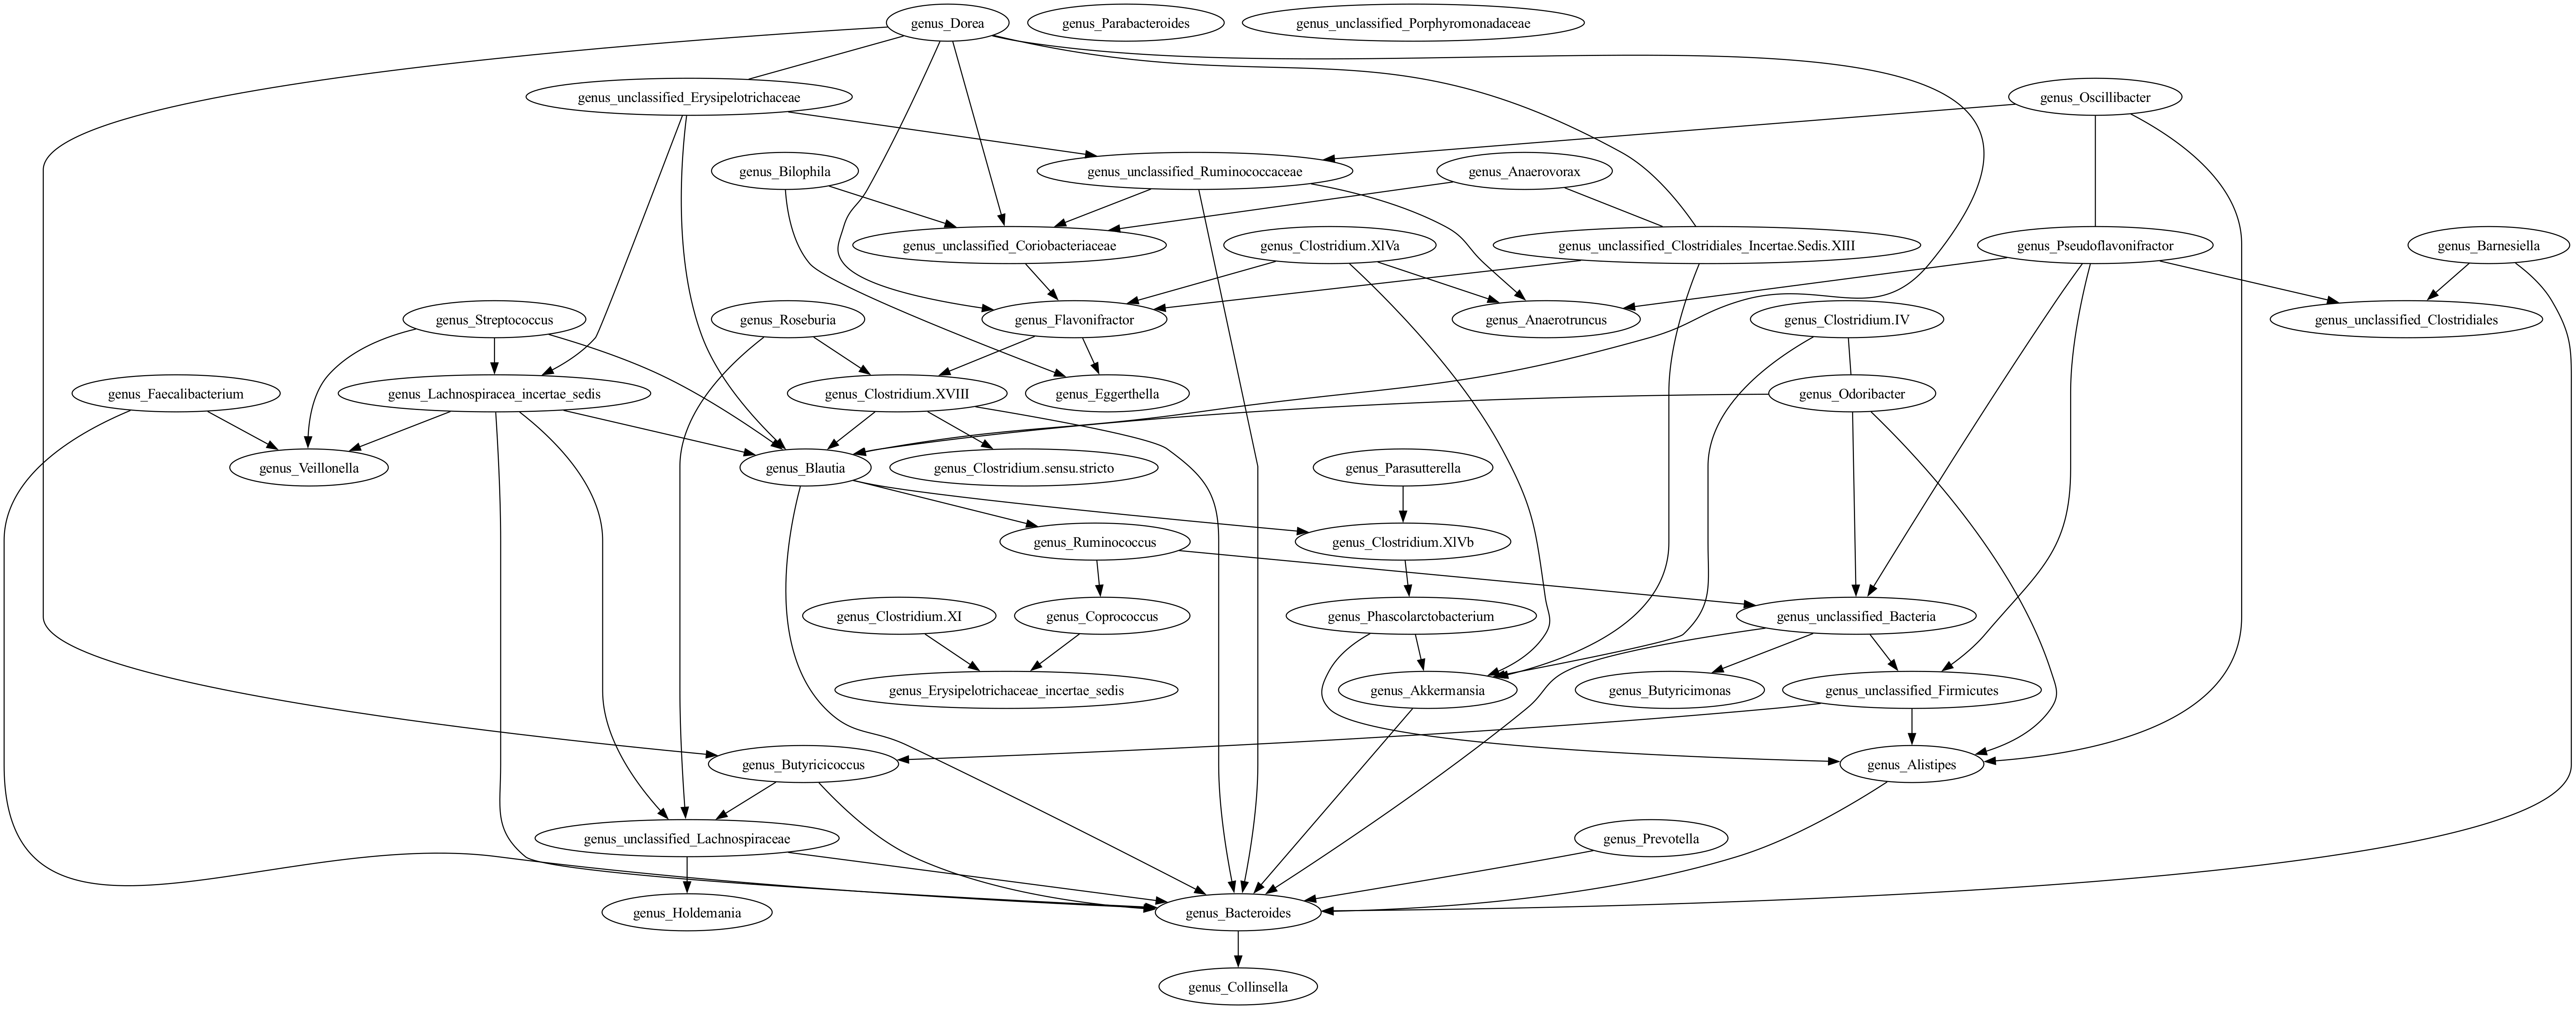 genus_Dorea
genus_Parabacteroides
genus_unclassified_Porphyromonadaceae
genus_unclassified_Erysipelotrichaceae
genus_Oscillibacter
genus_Bilophila
genus_unclassified_Ruminococcaceae
genus_Anaerovorax
genus_unclassified_Coriobacteriaceae
genus_Clostridium.XlVa
genus_unclassified_Clostridiales_Incertae.Sedis.XIII
genus_Pseudoflavonifractor
genus_Barnesiella
genus_Streptococcus
genus_Roseburia
genus_Flavonifractor
genus_Anaerotruncus
genus_Clostridium.IV
genus_unclassified_Clostridiales
genus_Faecalibacterium
genus_Lachnospiracea_incertae_sedis
genus_Clostridium.XVIII
genus_Eggerthella
genus_Odoribacter
genus_Veillonella
genus_Blautia
genus_Clostridium.sensu.stricto
genus_Parasutterella
genus_Ruminococcus
genus_Clostridium.XlVb
genus_Clostridium.XI
genus_Coprococcus
genus_Phascolarctobacterium
genus_unclassified_Bacteria
genus_Erysipelotrichaceae_incertae_sedis
genus_Akkermansia
genus_Butyricimonas
genus_unclassified_Firmicutes
genus_Butyricicoccus
genus_Alistipes
genus_unclassified_Lachnospiraceae
genus_Prevotella
genus_Holdemania
genus_Bacteroides
genus_Collinsella